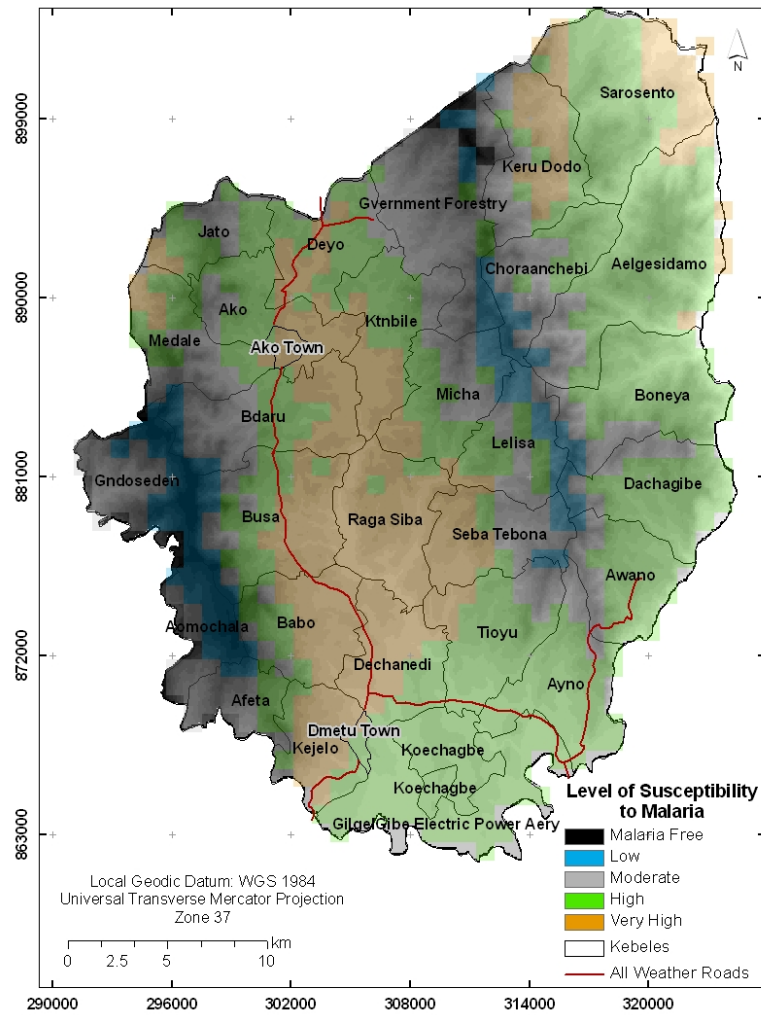 N
899000
890000
881000
872000
863000
Sarosento
Keru Dodo
Gvernment Forestry
Jato
Deyo
Choraanchebi
Aelgesidamo
Ako
Ktnbile
Medale
Ako Town
Micha
Boneya
Bdaru
Lelisa
Gndoseden
Dachagibe
Busa
Raga Siba
Seba Tebona
Awano
Aomochala
Babo
Tioyu
Dechanedi
Ayno
Afeta
Dmetu Town
Kejelo
Koechagbe
Koechagbe
GilgelGibe Electric Power Aery
Level of Susceptibility
to Malaria
Malaria Free
Low
Moderate
High
Very High
Kebeles
All Weather Roads
Local Geodic Datum: WGS 1984
Universal Transverse Mercator Projection
Zone 37
km
0 2.5 5 10
290000 296000 302000 308000 314000 320000